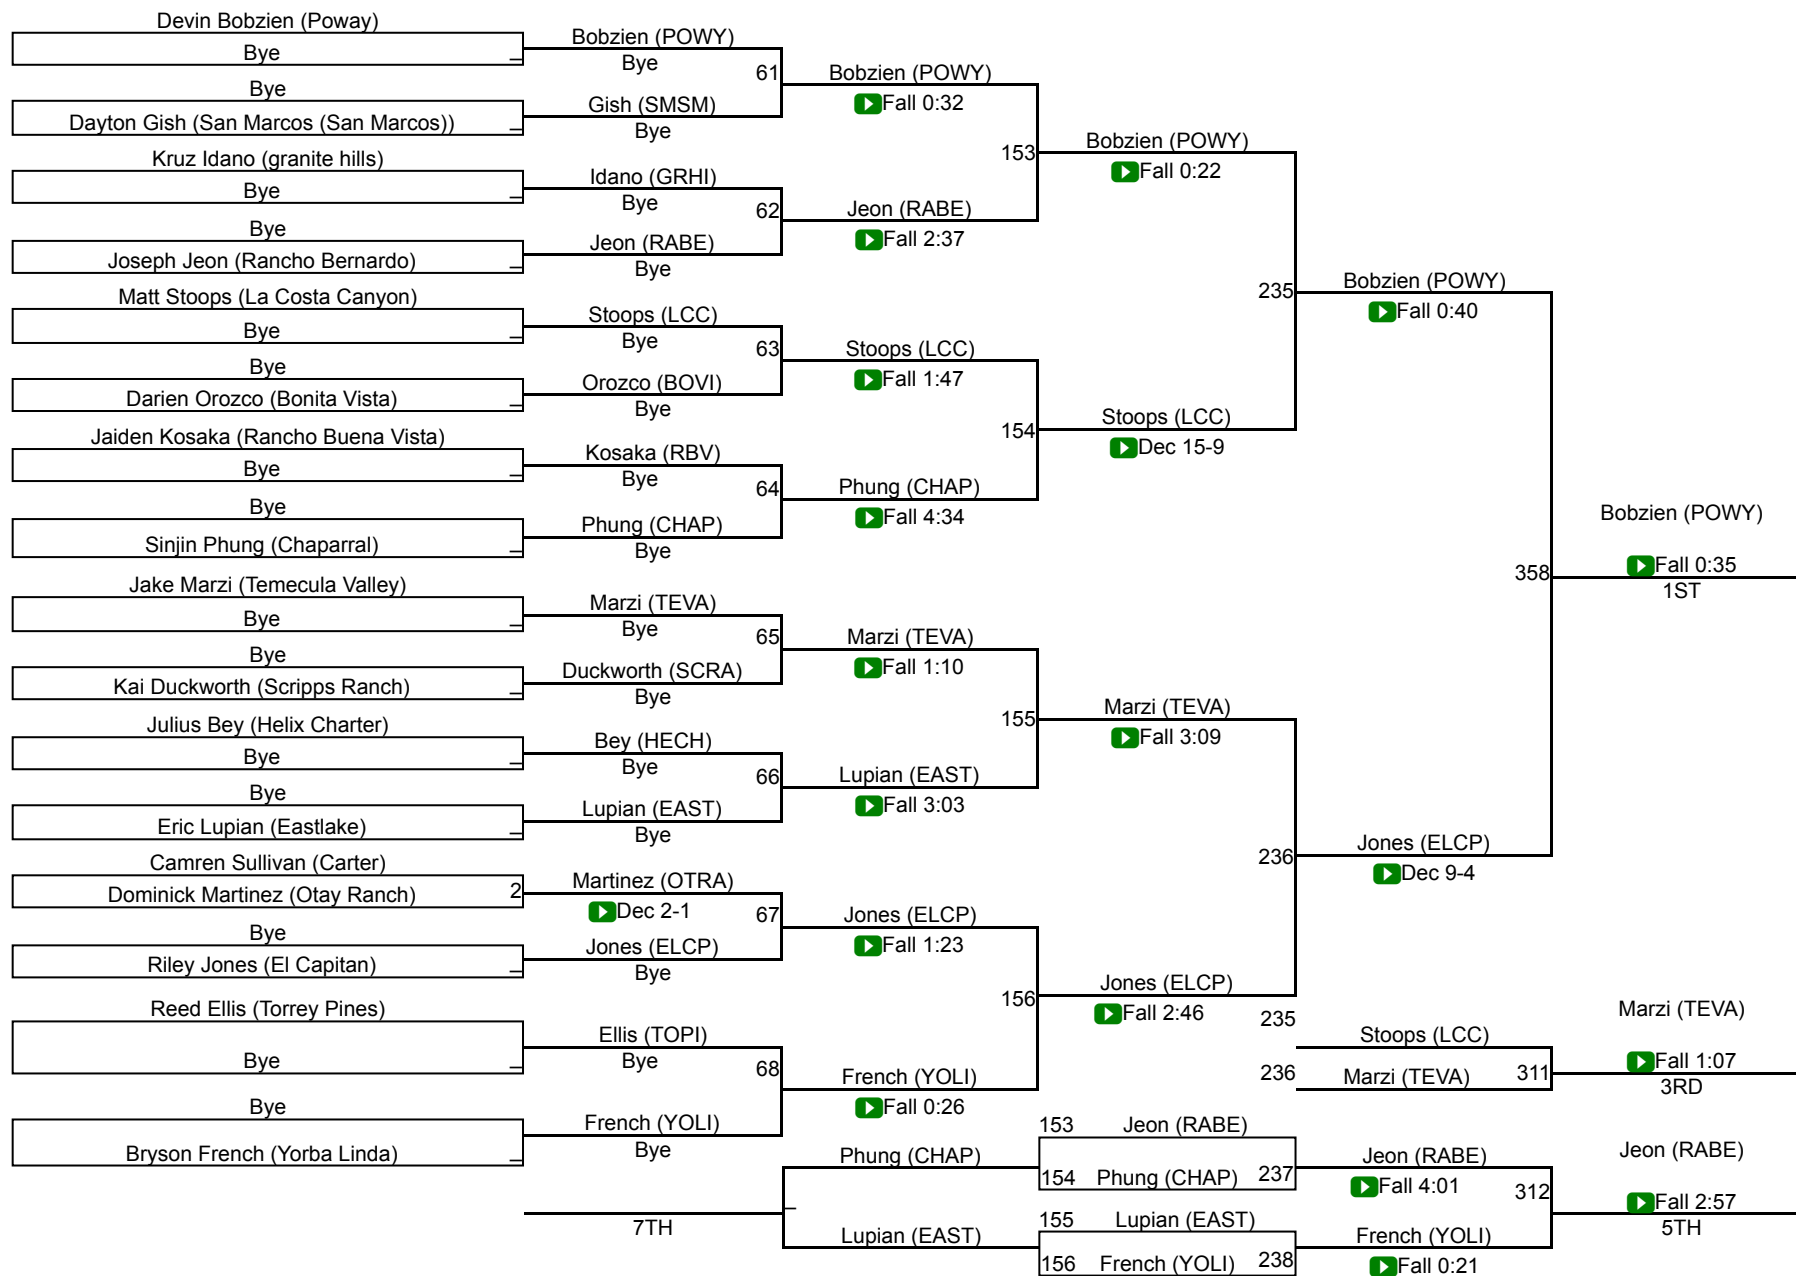 Devin Bobzien (Poway)
Bye
Bye
Dayton Gish (San Marcos (San Marcos))
Kruz Idano (granite hills)
Bye
Bye
Joseph Jeon (Rancho Bernardo)
Matt Stoops (La Costa Canyon)
Bye
Bye
Darien Orozco (Bonita Vista)
Jaiden Kosaka (Rancho Buena Vista)
Bye
Bye
Sinjin Phung (Chaparral)
Jake Marzi (Temecula Valley)
Bye
Bye
Kai Duckworth (Scripps Ranch)
Julius Bey (Helix Charter)
Bye
Bye
Eric Lupian (Eastlake)
Camren Sullivan (Carter)
Dominick Martinez (Otay Ranch) 2
Bye
Riley Jones (El Capitan)
Reed Ellis (Torrey Pines)
Bye
Bye
Bryson French (Yorba Linda)
Bobzien (POWY)
Bye
61
Gish (SMSM)
Bye
Idano (GRHI)
Bye
62
Jeon (RABE)
Bye
Stoops (LCC)
Bye
63
Orozco (BOVI)
Bye
Kosaka (RBV)
Bye
64
Phung (CHAP)
Bye
Marzi (TEVA)
Bye
65
Duckworth (SCRA)
Bye
Bey (HECH)
Bye
66
Lupian (EAST)
Bye
Martinez (OTRA)
Dec 2-1
67
Jones (ELCP)
Bye
Ellis (TOPI)
Bye
68
French (YOLI)
Bye
Bobzien (POWY)
Fall 0:32
153
Jeon (RABE)
Fall 2:37
Stoops (LCC)
Fall 1:47
154
Phung (CHAP)
Fall 4:34
Marzi (TEVA)
Fall 1:10
155
Lupian (EAST)
Fall 3:03
Jones (ELCP)
Fall 1:23
156
French (YOLI)
Fall 0:26
Bobzien (POWY)
Fall 0:22
235
Stoops (LCC)
Dec 15-9
Marzi (TEVA)
Fall 3:09
236
Jones (ELCP)
Fall 2:46
Bobzien (POWY)
Fall 0:40
358
Jones (ELCP)
Dec 9-4
Bobzien (POWY)
Fall 0:35
1ST
235
Stoops (LCC)
236
Marzi (TEVA)
311
Marzi (TEVA)
Fall 1:07
3RD
153 Jeon (RABE)
154 Phung (CHAP) 237
155 Lupian (EAST)
156 French (YOLI) 238
Jeon (RABE)
Fall 4:01
312
French (YOLI)
Fall 0:21
Jeon (RABE)
Fall 2:57
5TH
Phung (CHAP)
Lupian (EAST)
7TH